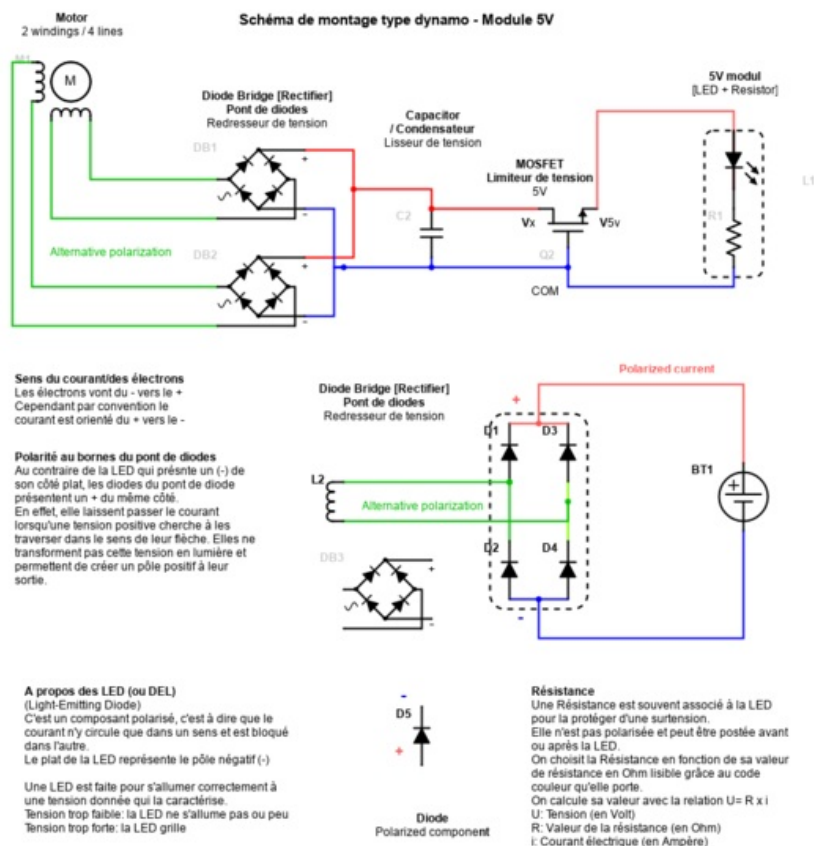 Schéma de montage type dynamo - Module 5V
Motor
2 windings / 4 lines
M1
M
Diode Bridge [Rectifier]
Pont de diodes
Redresseur de tension
DB1
+
-
Capacitor
/ Condensateur
Lisseur de tension
C2
MOSFET
Limiteur de tension
5V
Vx
V5v
Q2
COM
5V modul
[LED + Resistor]
R1
L1
Alternative polarization
DB2
+
-
Sens du courant/des électrons
Les électrons vont du - vers le +
Cependant par convention le
courant est orienté du + vers le -
Polarité au bornes du pont de diodes
Au contraire de la LED qui présnte un (-) de
son côté plat, les diodes du pont de diode
présentent un + du même côté.
En effet, elle laissent passer le courant
lorsqu'une tension positive cherche à les
traverser dans le sens de leur flèche. Elles ne
transforment pas cette tension en lumière et
permettent de créer un pôle positif à leur
sortie.
Diode Bridge [Rectifier]
Pont de diodes
Redresseur de tension
+
Polarized current
D1
D3
L2
Alternative polarization
BT1
+
DB3
+
-
D2
D4
-
A propos des LED (ou DEL)
(Light-Emitting Diode)
C'est un composant polarisé, c'est à dire que le
courant n'y circule que dans un sens et est bloqué
dans l'autre.
Le plat de la LED représente le pôle négatif (-)
Une LED est faite pour s'allumer correctement à
une tension donnée qui la caractérise.
Tension trop faible: la LED ne s'allume pas ou peu
Tension trop forte: la LED grille
-
D5
+
Diode
Polarized component
Résistance
Une Résistance est souvent associé à la LED
pour la protéger d'une surtension.
Elle n'est pas polarisée et peut être postée avant
ou après la LED.
On choisit la Résistance en fonction de sa valeur
de résistance en Ohm lisible grâce au code
couleur qu'elle porte.
On calcule sa valeur avec la relation U= R x i
U: Tension (en Volt)
R: Valeur de la résistance (en Ohm)
i: Courant électrique (en Ampère)